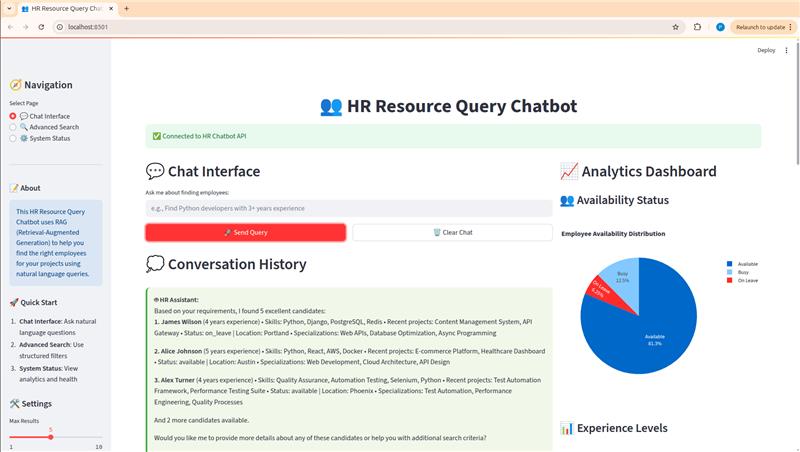 HR Resource Query Chat
localhost:8501
P
Relaunch to update
Deploy
Navigation
Select Page
Chat Interface
Advanced Search
System Status
About
This HR Resource Query
Chatbot uses RAG
(Retrieval-Augmented
Generation) to help you
find the right employees
for your projects using
natural language queries.
Quick Start
1. Chat Interface: Ask natural
language questions
2. Advanced Search: Use
structured filters
3. System Status: View
analytics and health
Settings
Max Results
5
1 10
HR Resource Query Chatbot
Connected to HR Chatbot API
Chat Interface
Ask me about finding employees:
e.g., Find Python developers with 3+ years experience
Send Query
Clear Chat
Conversation History
HR Assistant:
Based on your requirements, I found 5 excellent candidates:
1. James Wilson (4 years experience) • Skills: Python, Django, PostgreSQL, Redis • Recent projects: Content Management System, API
Gateway • Status: on_leave | Location: Portland • Specializations: Web APIs, Database Optimization, Async Programming
2. Alice Johnson (5 years experience) • Skills: Python, React, AWS, Docker • Recent projects: E-commerce Platform, Healthcare Dashboard
• Status: available | Location: Austin • Specializations: Web Development, Cloud Architecture, API Design
3. Alex Turner (4 years experience) • Skills: Quality Assurance, Automation Testing, Selenium, Python • Recent projects: Test Automation
Framework, Performance Testing Suite • Status: available | Location: Phoenix • Specializations: Test Automation, Performance
Engineering, Quality Processes
And 2 more candidates available.
Would you like me to provide more details about any of these candidates or help you with additional search criteria?
Analytics Dashboard
Availability Status
Employee Availability Distribution
Available
Busy
On Leave
Busy
12.5%
On Leave
6.25%
Available
81.3%
Experience Levels